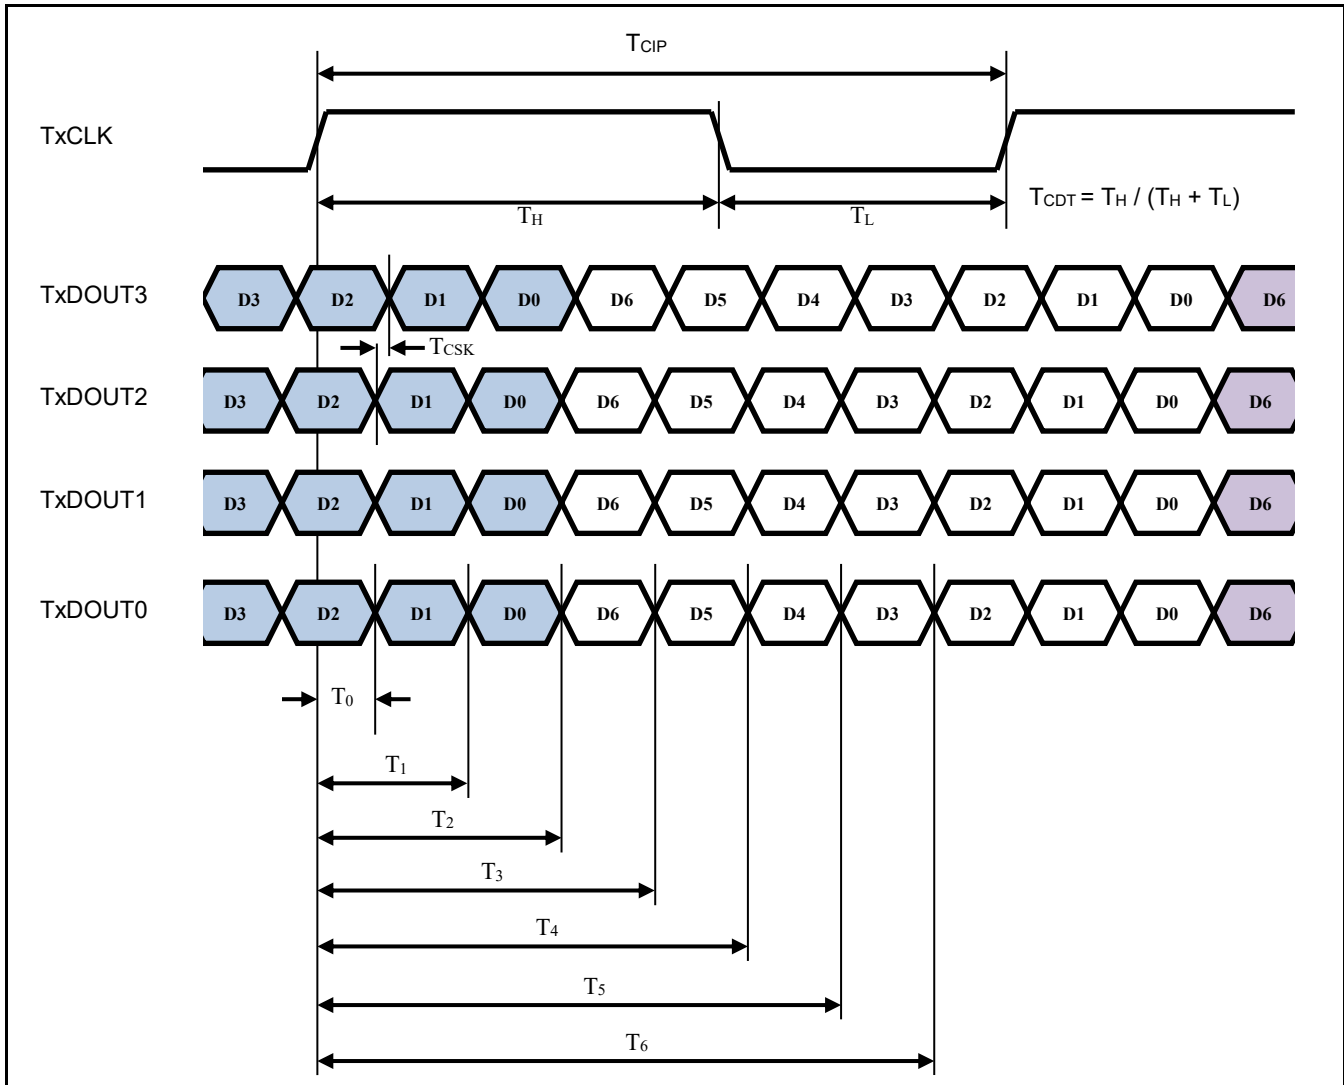 TCIP
TxCLK
TH
TL
TCDT = TH / (TH + TL)
TxDOUT3
D3 D2 D1 D0 D6 D5 D4 D3 D2 D1 D0 D6
TCSK
TxDOUT2
D3 D2 D1 D0 D6 D5 D4 D3 D2 D1 D0 D6
TxDOUT1
D3 D2 D1 D0 D6 D5 D4 D3 D2 D1 D0 D6
TxDOUT0
D3 D2 D1 D0 D6 D5 D4 D3 D2 D1 D0 D6
T0
T1
T2
T3
T4
T5
T6